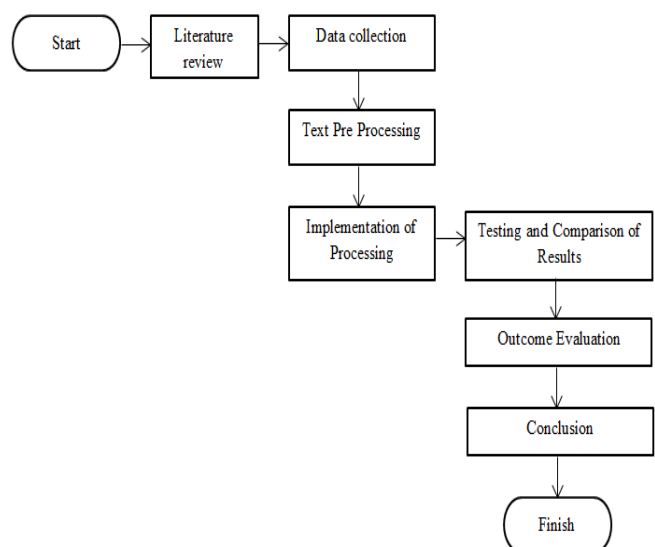 Start
Literature
review
Data collection
Text Pre Processing
Implementation of
Processing
Testing and Comparison of
Results
Outcome Evaluation
Conclusion
Finish